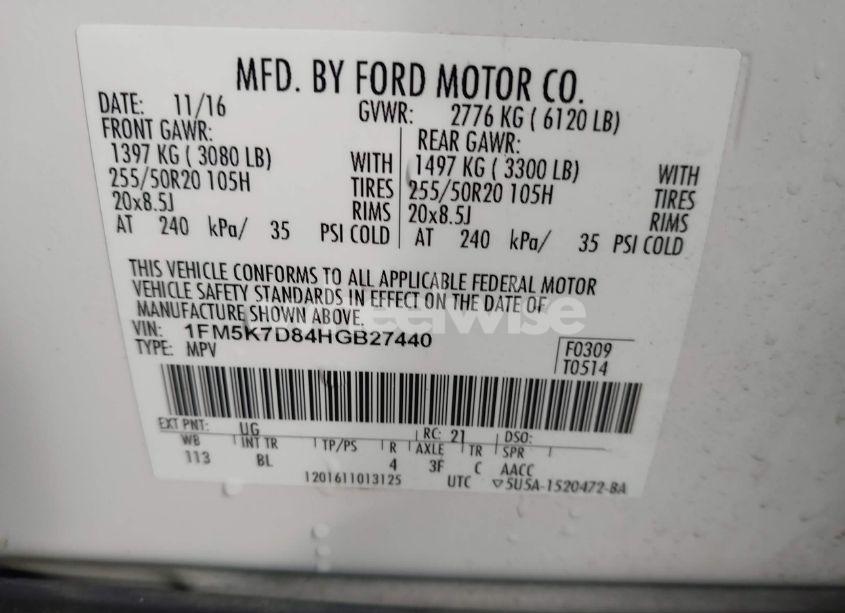 MFD. BY FORD MOTOR CO.
DATE: 11/16 GVWR: 2776 KG ( 6120 LB)
FRONT GAWR: REAR GAWR:
1397 KG ( 3080 LB) WITH 1497 KG ( 3300 LB) WITH
255/50R20 105H TIRES 255/50R20 105H TIRES
20x8.5J RIMS 20x8.5J RIMS
AT 240 kPa/ 35 PSI COLD AT 240 kPa/ 35 PSI COLD
THIS VEHICLE CONFORMS TO ALL APPLICABLE FEDERAL MOTOR
VEHICLE SAFETY STANDARDS IN EFFECT ON THE DATE OF
MANUFACTURE SHOWN ABOVE.
VIN: 1FM5K7D84HGB27440
TYPE: MPV
F0309
T0514
EXT PNT: UG RC: 21 DSO:
WB INT TR TP/PS R AXLE TR SPR
113 BL 4 3F C AACC
1201611013125 UTC ▽5U5A-1520472-BA